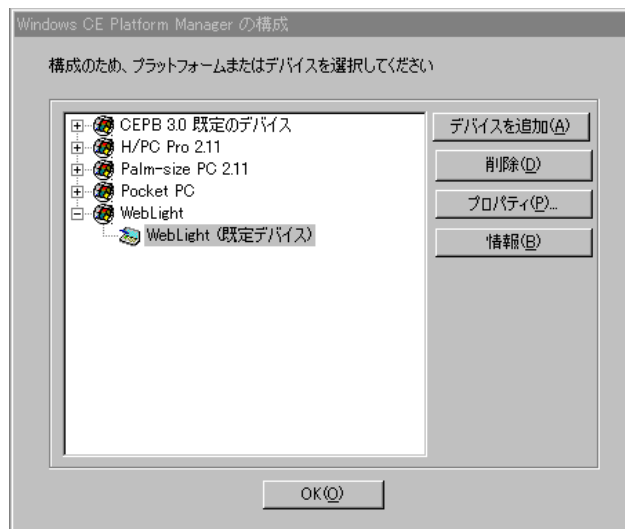 Windows CE Platform Manager の構成
構成のため、プラットフォームまたはデバイスを選択してください
CEPB 3.0 既定のデバイス
H/PC Pro 2.11
Palm-size PC 2.11
Pocket PC
WebLight
WebLight (既定デバイス)
デバイスを追加(A)
削除(D)
プロパティ(P)...
情報(B)
OK(O)